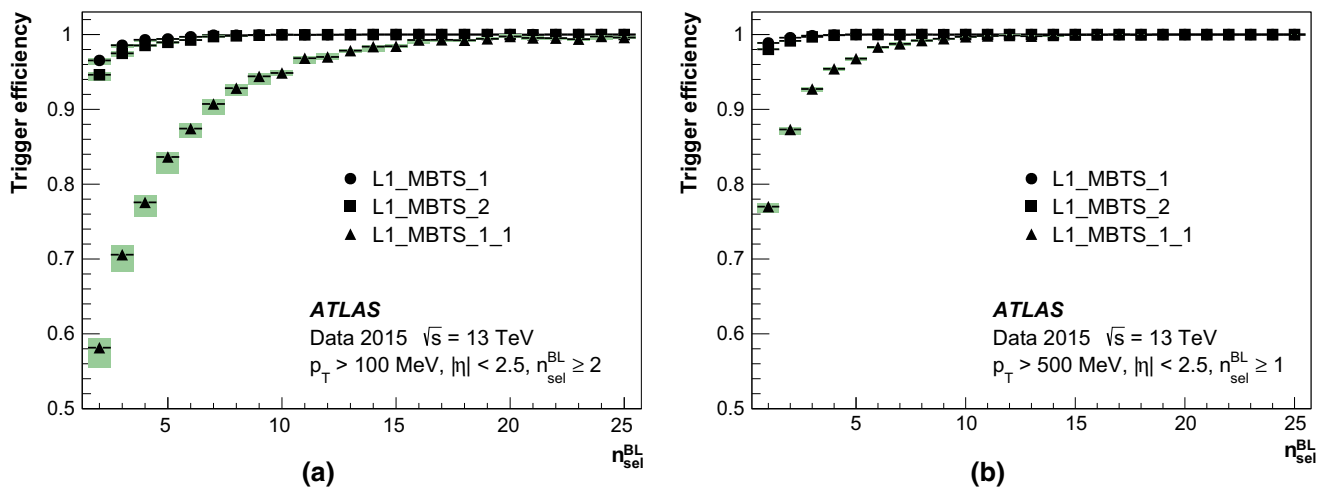 Trigger efficiency
1
0.9
0.8
0.7
0.6
0.5
L1_MBTS_1
L1_MBTS_2
L1_MBTS_1_1
ATLAS
Data 2015 √s = 13 TeV
p_T > 100 MeV, |η| < 2.5, n_sel^BL ≥ 2
5 10 15 20 25
n_sel^BL
(a)
Trigger efficiency
1
0.9
0.8
0.7
0.6
0.5
L1_MBTS_1
L1_MBTS_2
L1_MBTS_1_1
ATLAS
Data 2015 √s = 13 TeV
p_T > 500 MeV, |η| < 2.5, n_sel^BL ≥ 1
5 10 15 20 25
n_sel^BL
(b)